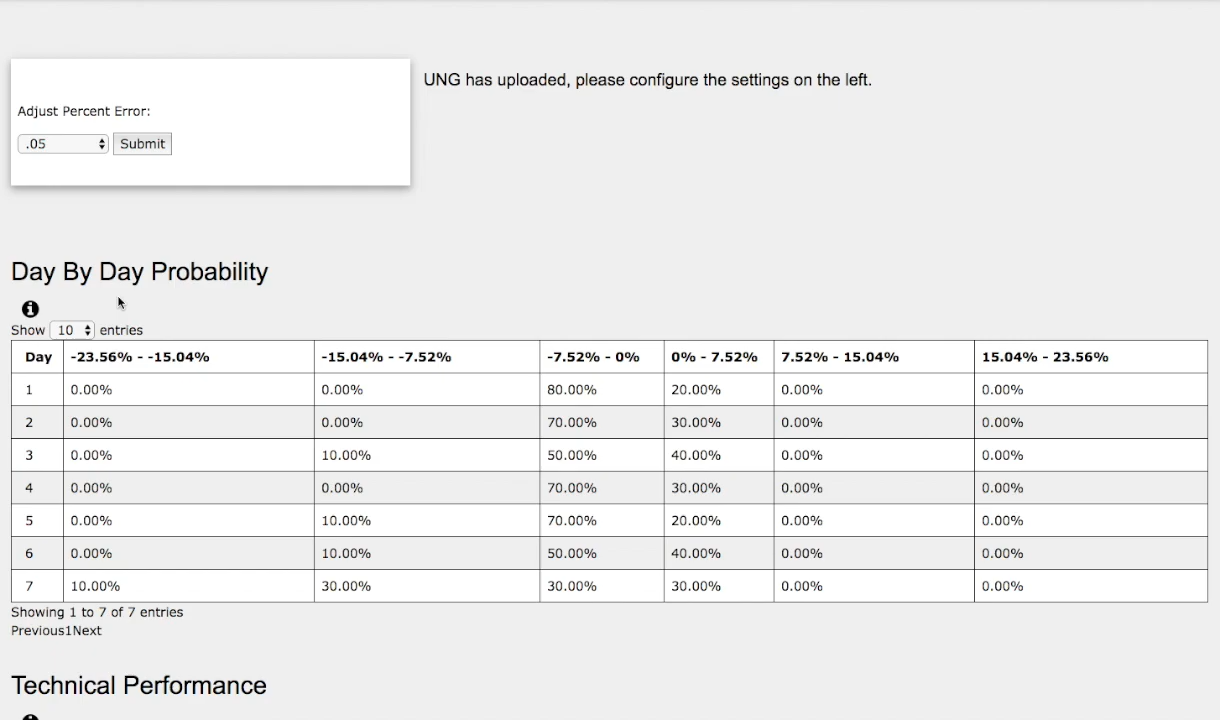 UNG has uploaded, please configure the settings on the left.
Adjust Percent Error:
.05 Submit
Day By Day Probability
Show 10 entries
Day -23.56% - -15.04% -15.04% - -7.52% -7.52% - 0% 0% - 7.52% 7.52% - 15.04% 15.04% - 23.56%
1 0.00% 0.00% 80.00% 20.00% 0.00% 0.00%
2 0.00% 0.00% 70.00% 30.00% 0.00% 0.00%
3 0.00% 10.00% 50.00% 40.00% 0.00% 0.00%
4 0.00% 0.00% 70.00% 30.00% 0.00% 0.00%
5 0.00% 10.00% 70.00% 20.00% 0.00% 0.00%
6 0.00% 10.00% 50.00% 40.00% 0.00% 0.00%
7 10.00% 30.00% 30.00% 30.00% 0.00% 0.00%
Showing 1 to 7 of 7 entries
Previous1Next
Technical Performance